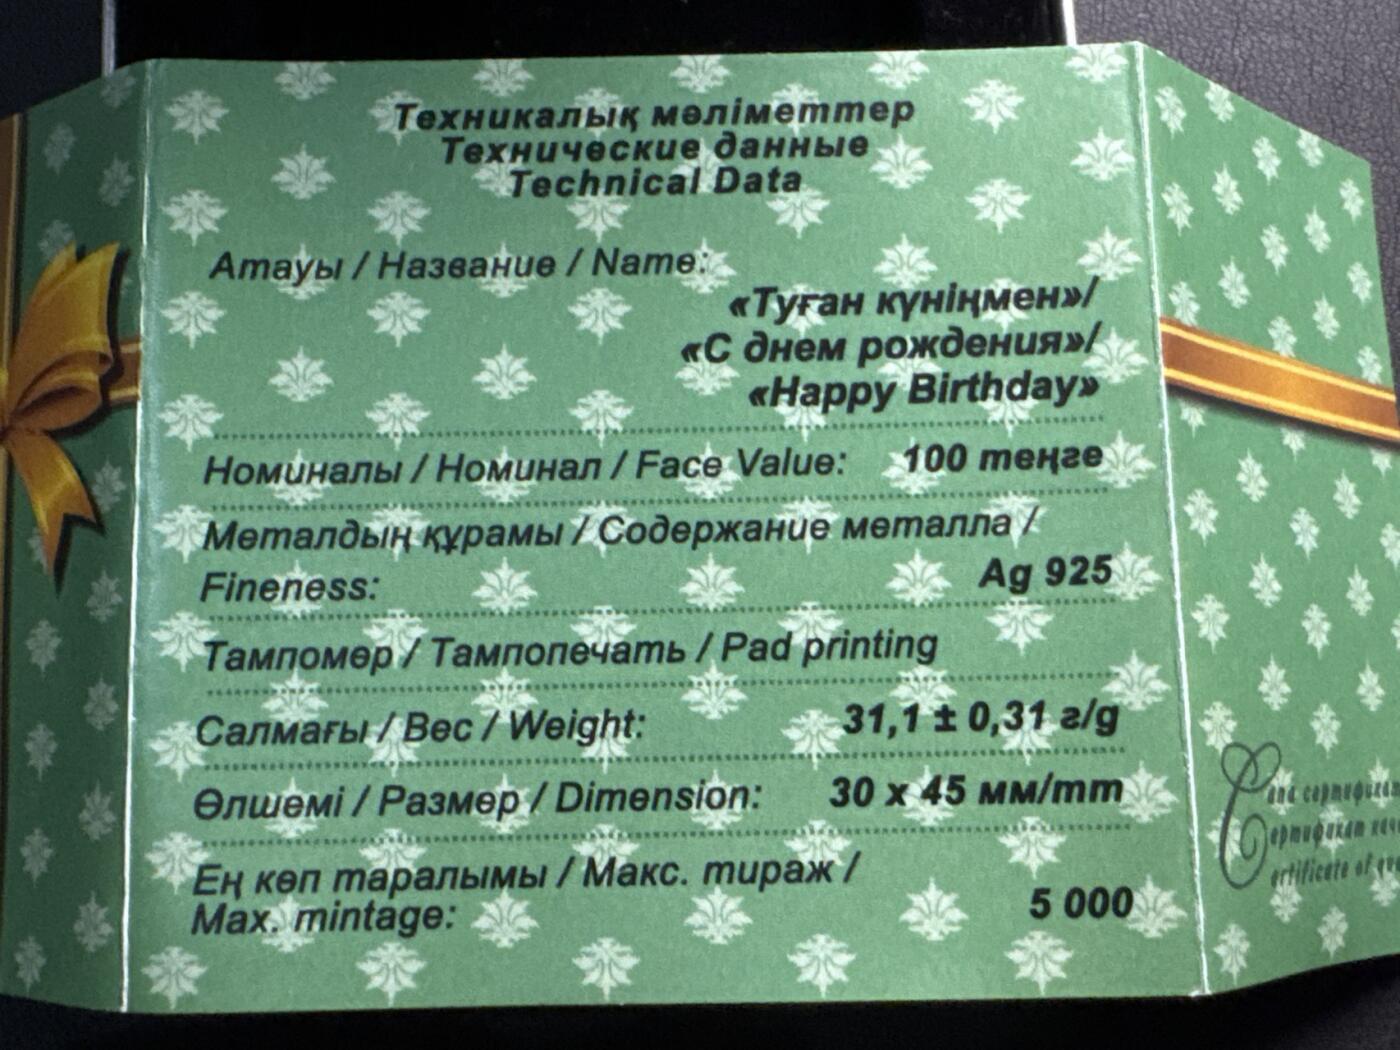 Техникалық мәліметтер
Технические данные
Technical Data
Атауы / Название / Name:
«Туған күніңмен»/
«С днем рождения»/
«Happy Birthday»
Номиналы / Номинал / Face Value: 100 теңге
Металдың құрамы / Содержание металла /
Fineness: Ag 925
Тампомөр / Тампопечать / Pad printing
Салмағы / Вес / Weight: 31,1 ± 0,31 г/g
Өлшемі / Размер / Dimension: 30 x 45 мм/mm
Ең көп таралымы / Макс. тираж /
Max. mintage: 5 000
Certificate of